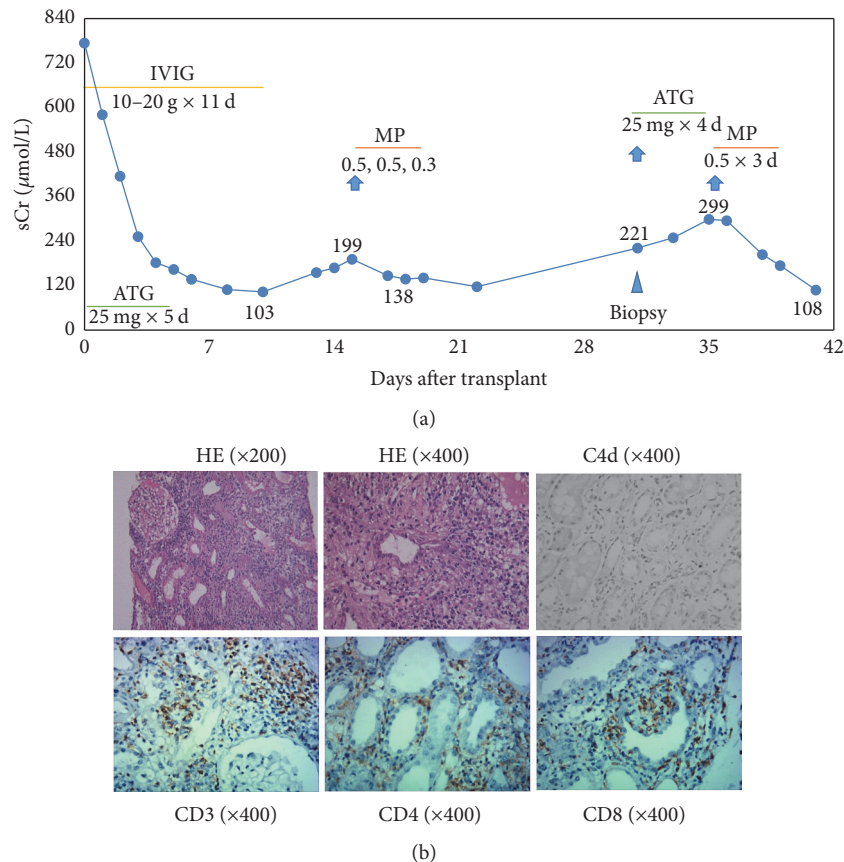 840
720
600
480
360
240
120
0
sCr (μmol/L)
IVIG
10–20 g × 11 d
ATG
25 mg × 5 d
103
MP
0.5, 0.5, 0.3
199
138
ATG
25 mg × 4 d
221
Biopsy
MP
0.5 × 3 d
299
108
0 7 14 21 28 35 42
Days after transplant
(a)
HE (×200) HE (×400) C4d (×400)
CD3 (×400) CD4 (×400) CD8 (×400)
(b)